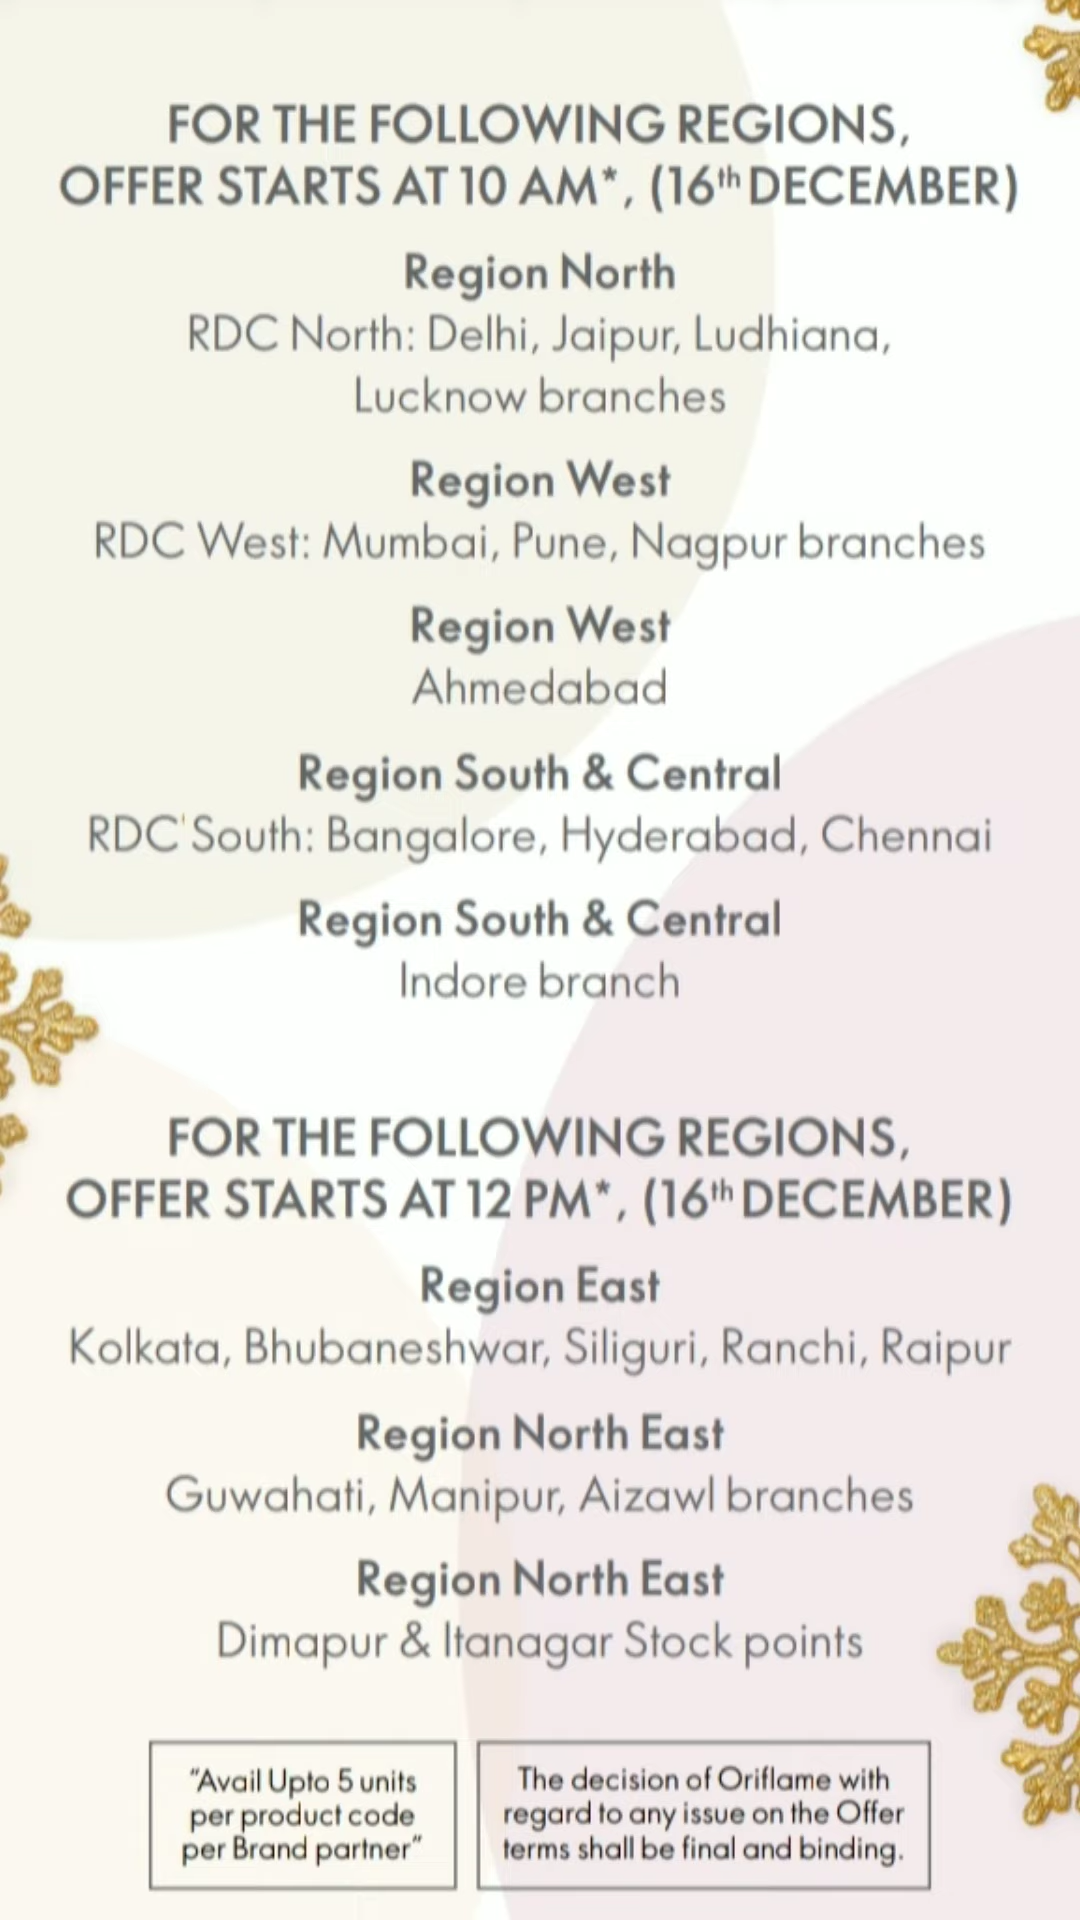 FOR THE FOLLOWING REGIONS,
OFFER STARTS AT 10 AM*, (16th DECEMBER)
Region North
RDC North: Delhi, Jaipur, Ludhiana,
Lucknow branches
Region West
RDC West: Mumbai, Pune, Nagpur branches
Region West
Ahmedabad
Region South & Central
RDC'South: Bangalore, Hyderabad, Chennai
Region South & Central
Indore branch
FOR THE FOLLOWING REGIONS,
OFFER STARTS AT 12 PM*, (16th DECEMBER)
Region East
Kolkata, Bhubaneshwar, Siliguri, Ranchi, Raipur
Region North East
Guwahati, Manipur, Aizawl branches
Region North East
Dimapur & Itanagar Stock points
"Avail Upto 5 units
per product code
per Brand partner"
The decision of Oriflame with
regard to any issue on the Offer
terms shall be final and binding.